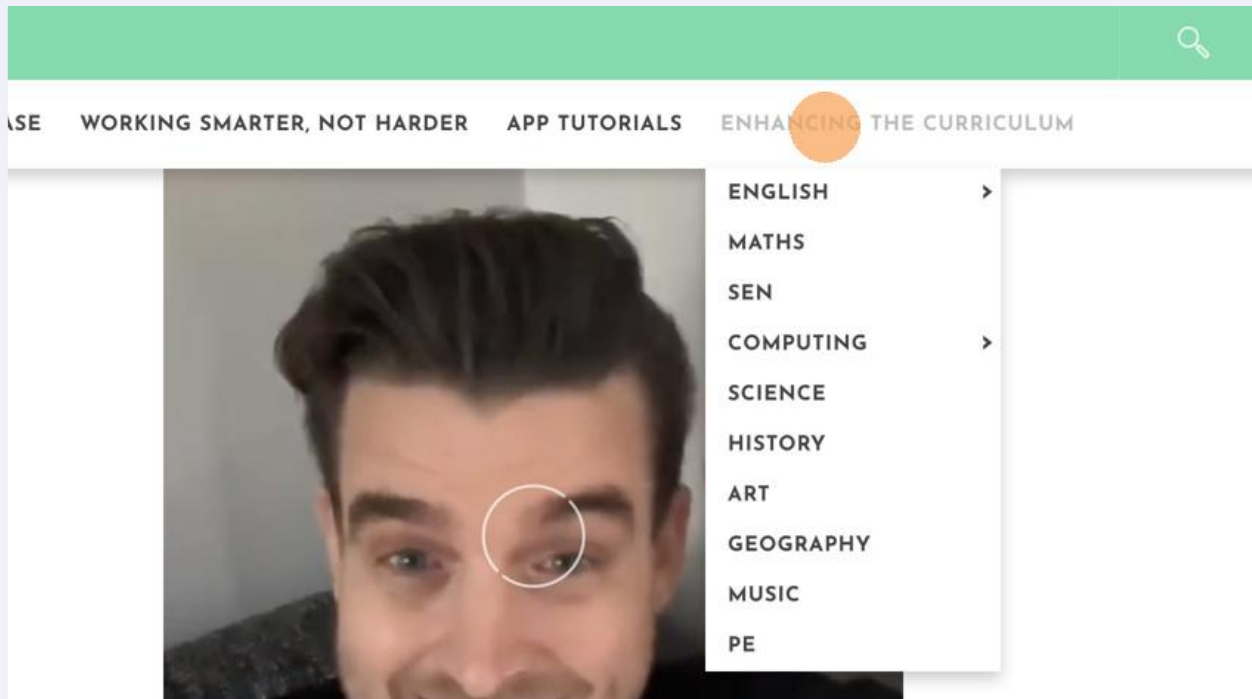 ASE WORKING SMARTER, NOT HARDER APP TUTORIALS ENHANCING THE CURRICULUM
ENGLISH >
MATHS
SEN
COMPUTING >
SCIENCE
HISTORY
ART
GEOGRAPHY
MUSIC
PE